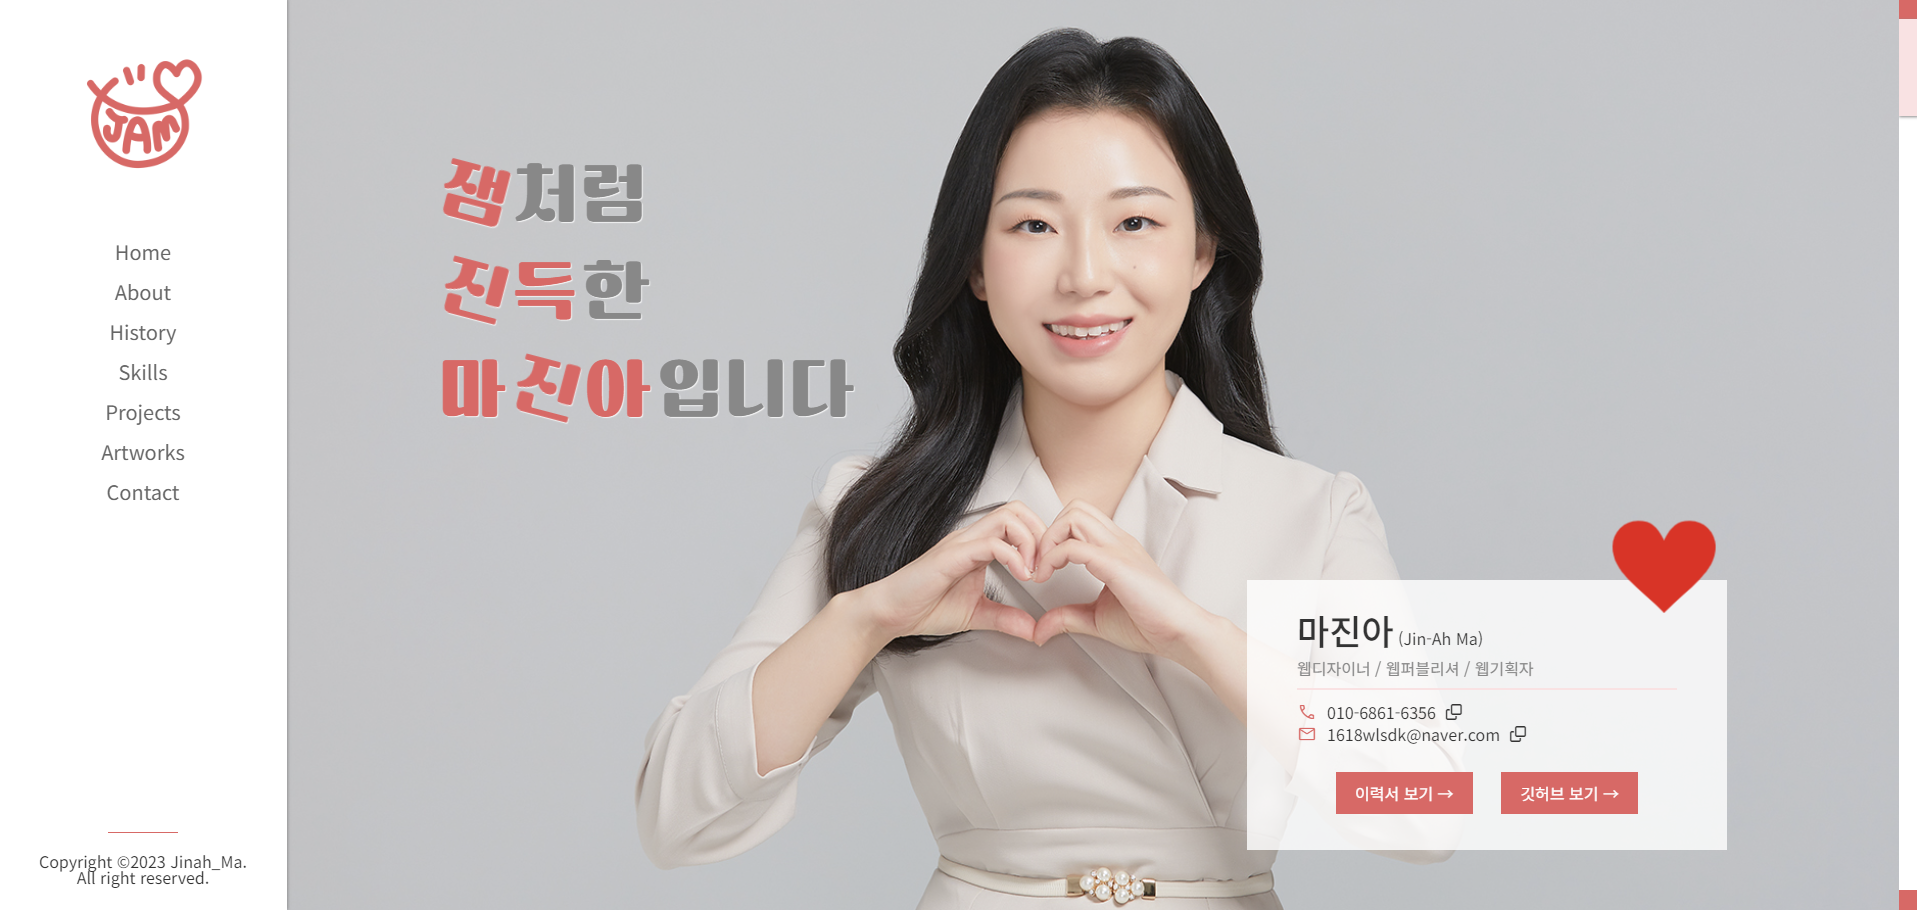 JAM
Home
About
History
Skills
Projects
Artworks
Contact
Copyright ©2023 Jinah_Ma.
All right reserved.
잼처럼
진득한
마진아입니다
마진아 (Jin-Ah Ma)
웹디자이너 / 웹퍼블리셔 / 웹기획자
010-6861-6356
1618wlsdk@naver.com
이력서 보기 →
깃허브 보기 →